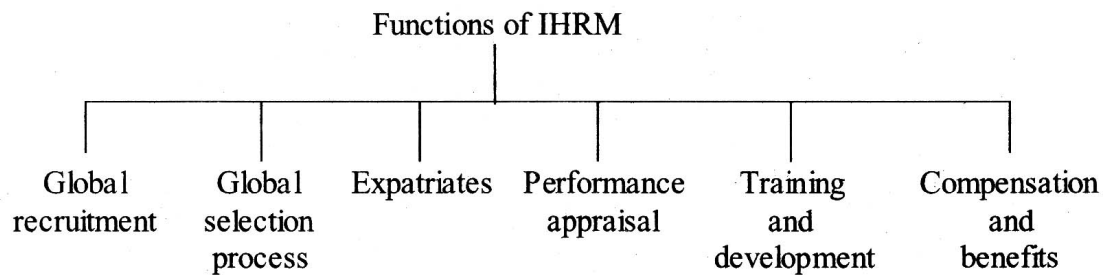 Functions of IHRM
Global
recruitment
Global
selection
process
Expatriates
Performance
appraisal
Training
and
development
Compensation
and
benefits